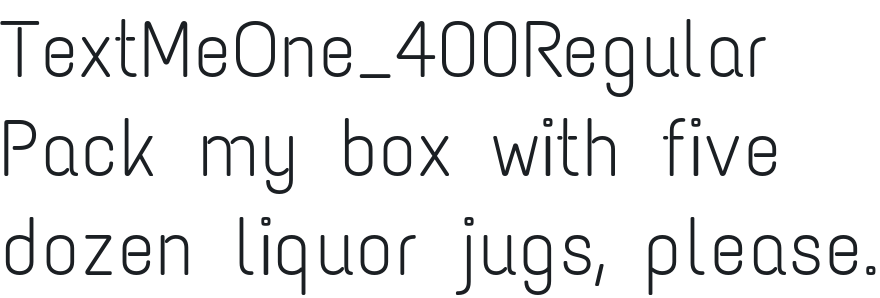 TextMeOne_400Regular
Pack my box with five
dozen liquor jugs, please.